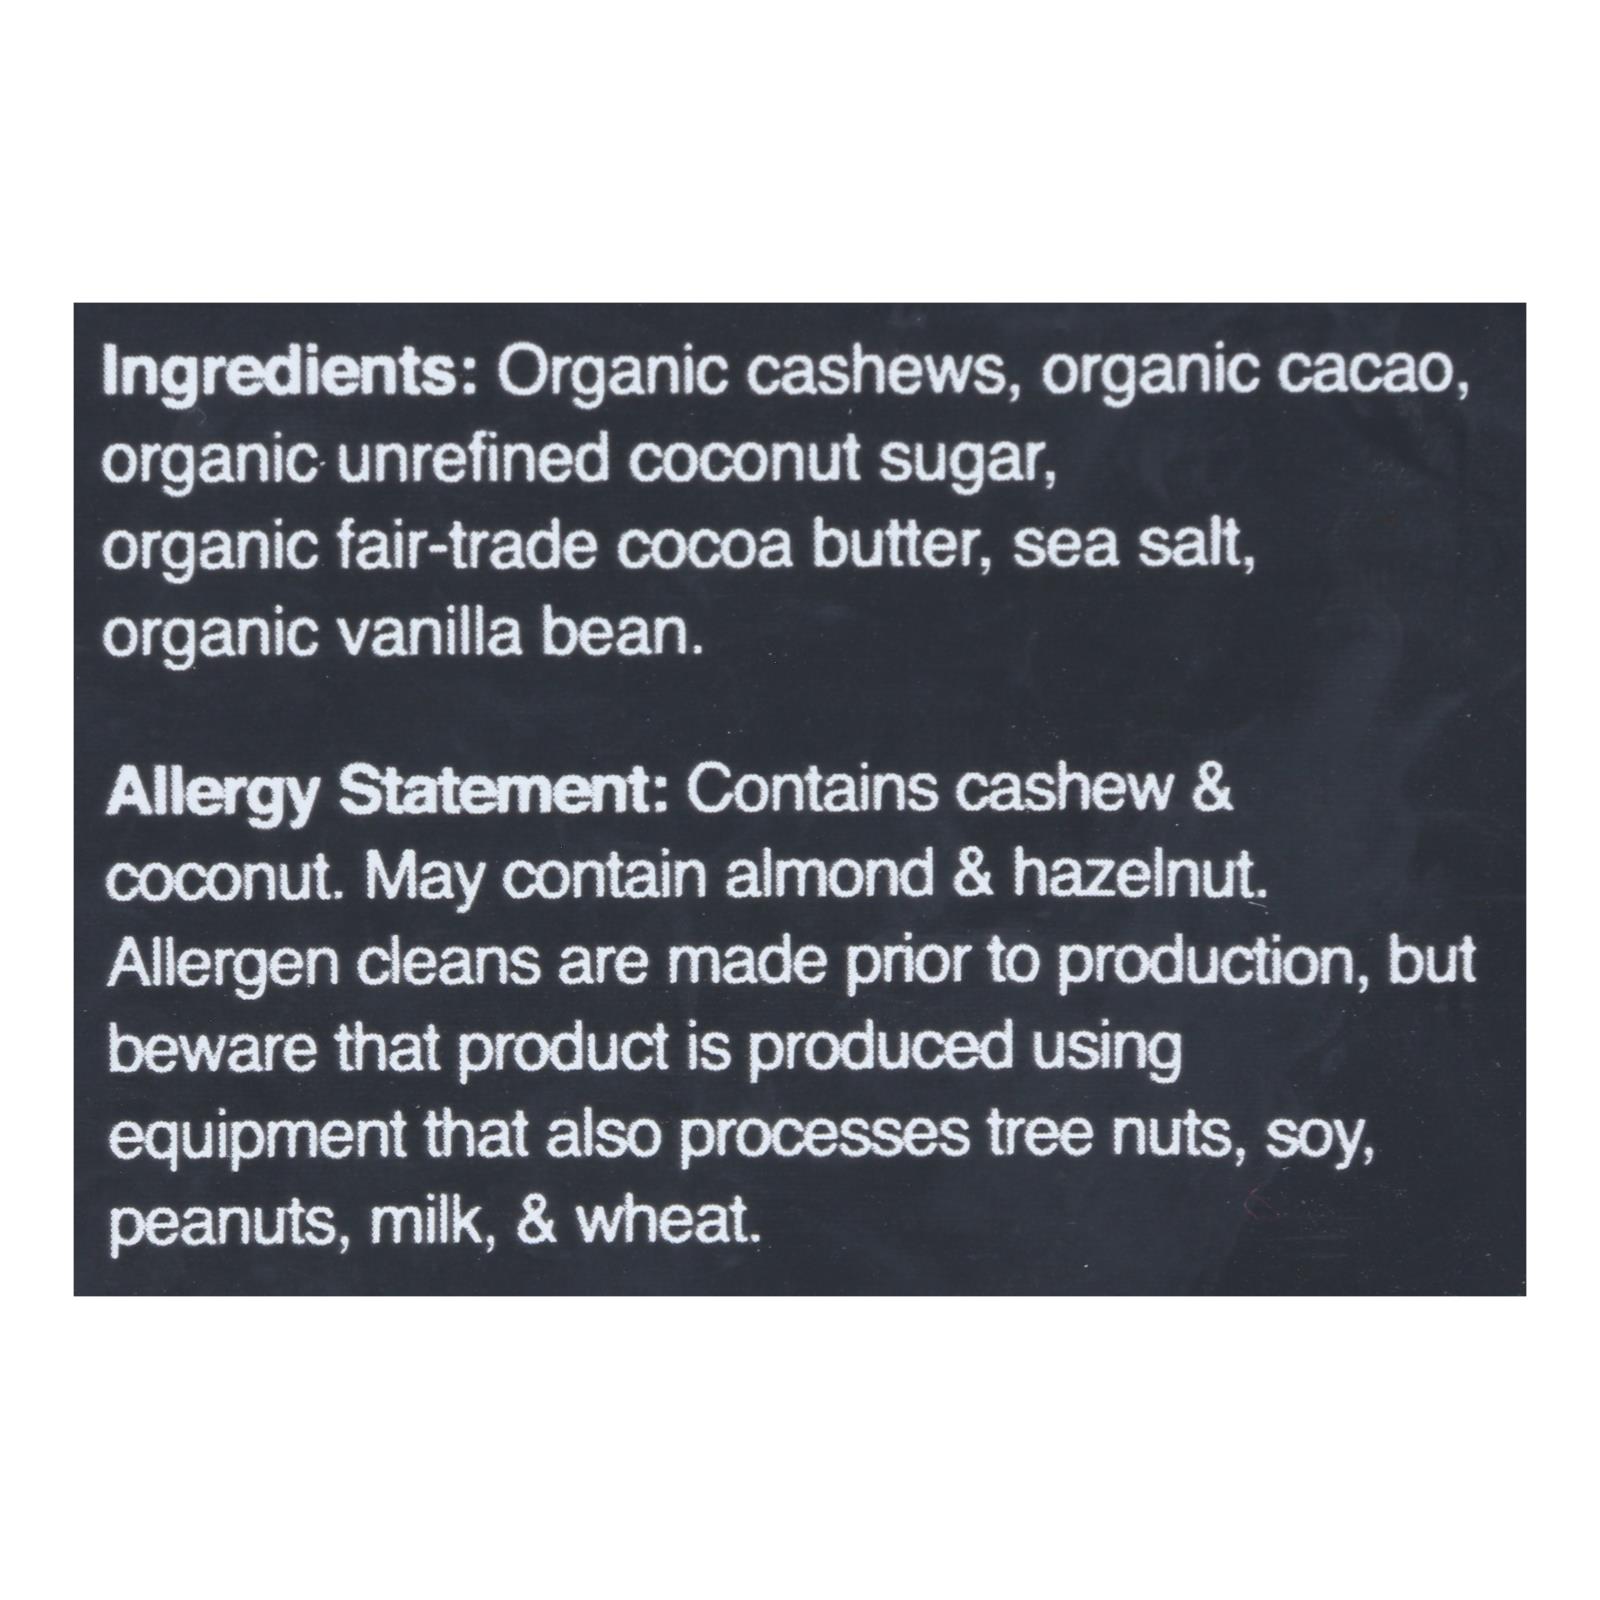 Ingredients: Organic cashews, organic cacao,
organic unrefined coconut sugar,
organic fair-trade cocoa butter, sea salt,
organic vanilla bean.
Allergy Statement: Contains cashew &
coconut. May contain almond & hazelnut.
Allergen cleans are made prior to production, but
beware that product is produced using
equipment that also processes tree nuts, soy,
peanuts, milk, & wheat.